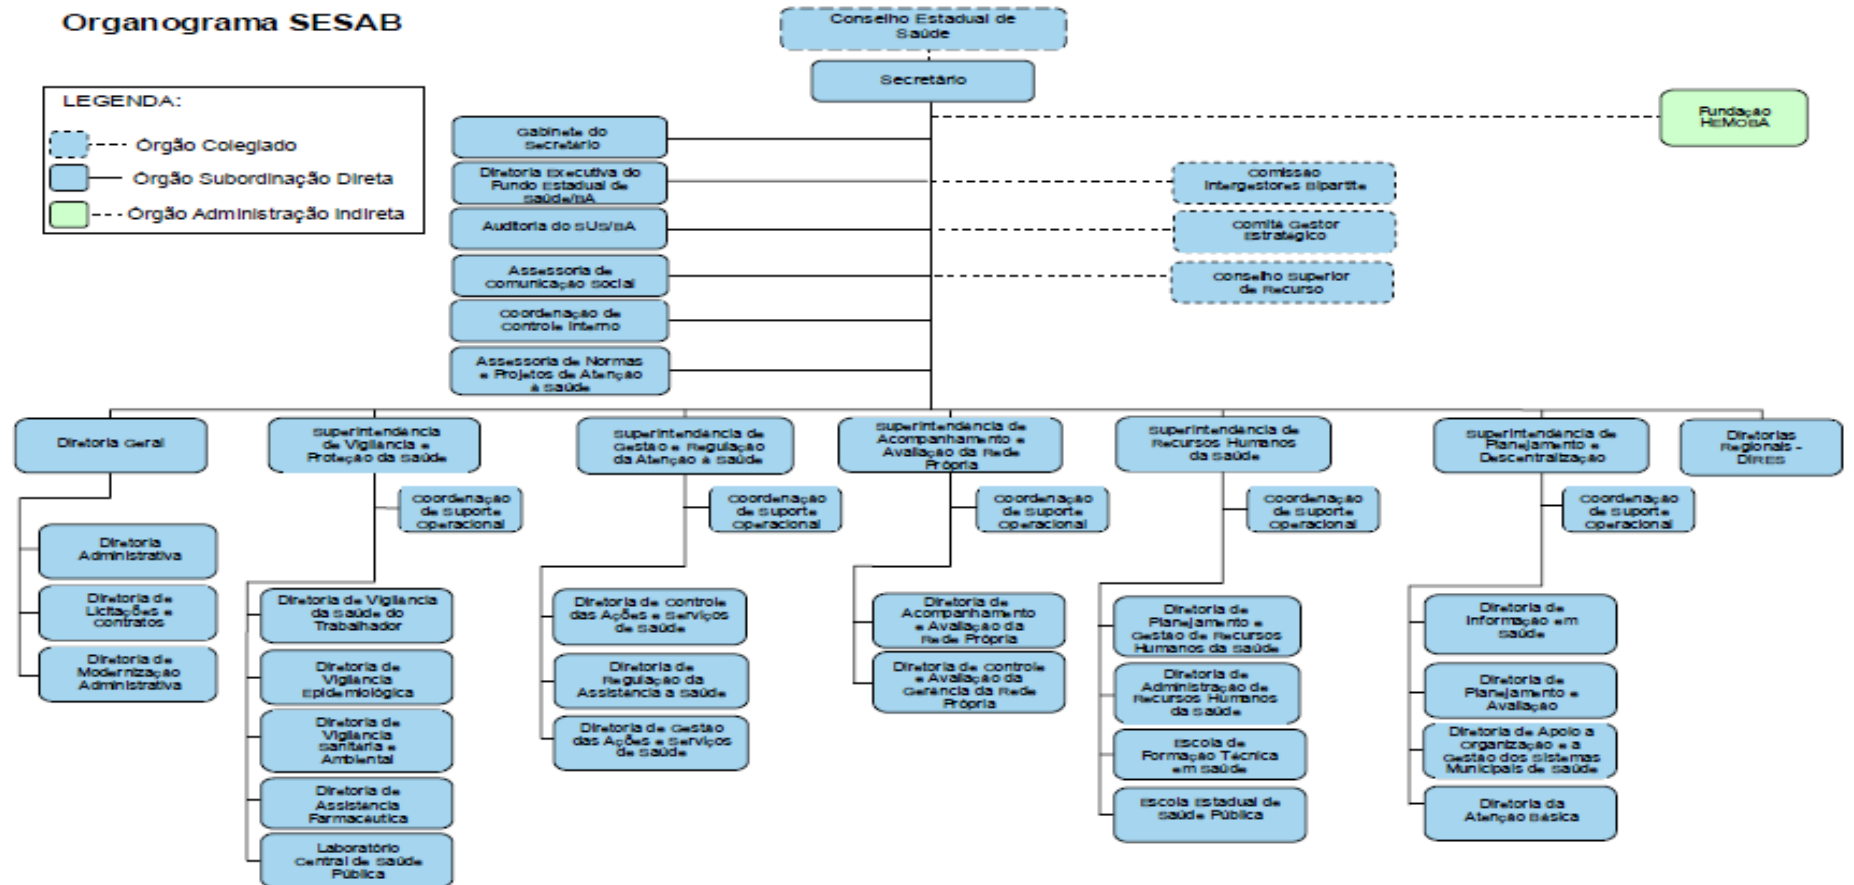 Organograma SESAB
Conselho Estadual de
Saúde
Secretário
LEGENDA:
Órgão Colegiado
Órgão Subordinação Direta
Órgão Administração Indireta
Fundação
HEMOBA
Gabinete do
Secretário
Diretoria Executiva do
Fundo Estadual de
Saúde/BA
Auditoria do SUS/BA
Assessoria de
Comunicação Social
Coordenação de
Controle Interno
Assessoria de Normas
e Projetos de Atenção
à Saúde
Comissão
Intergestores Bipartite
Comitê Gestor
Estratégico
Conselho Superior
de Recurso
Diretoria Geral
Superintendência
de Vigilância e
Proteção da Saúde
Superintendência de
Gestão e Regulação
da Atenção à Saúde
Superintendência de
Acompanhamento e
Avaliação da Rede
Própria
Superintendência de
Recursos Humanos
da Saúde
Superintendência de
Planejamento e
Descentralização
Diretorias
Regionais -
DIRES
Coordenação
de Suporte
Operacional
Coordenação
de Suporte
Operacional
Coordenação
de Suporte
Operacional
Coordenação
de Suporte
Operacional
Coordenação
de Suporte
Operacional
Diretoria
Administrativa
Diretoria de
Licitações e
Contratos
Diretoria de
Modernização
Administrativa
Diretoria de Vigilância
da Saúde do
Trabalhador
Diretoria de
Vigilância
Epidemiológica
Diretoria de
Vigilância
Sanitária e
Ambiental
Diretoria de
Assistência
Farmacêutica
Laboratório
Central de Saúde
Pública
Diretoria de Controle
das Ações e Serviços
de Saúde
Diretoria de
Regulação da
Assistência a Saúde
Diretoria de Gestão
das Ações e Serviços
de Saúde
Diretoria de
Acompanhamento
e Avaliação da
Rede Própria
Diretoria de Controle
e Avaliação da
Gerência da Rede
Própria
Diretoria de
Planejamento e
Gestão de Recursos
Humanos da Saúde
Diretoria de
Administração de
Recursos Humanos
da Saúde
Escola de
Formação Técnica
em Saúde
Escola Estadual de
Saúde Pública
Diretoria de
Informação em
Saúde
Diretoria de
Planejamento e
Avaliação
Diretoria de Apoio a
Organização e a
Gestão dos Sistemas
Municipais de Saúde
Diretoria da
Atenção Básica